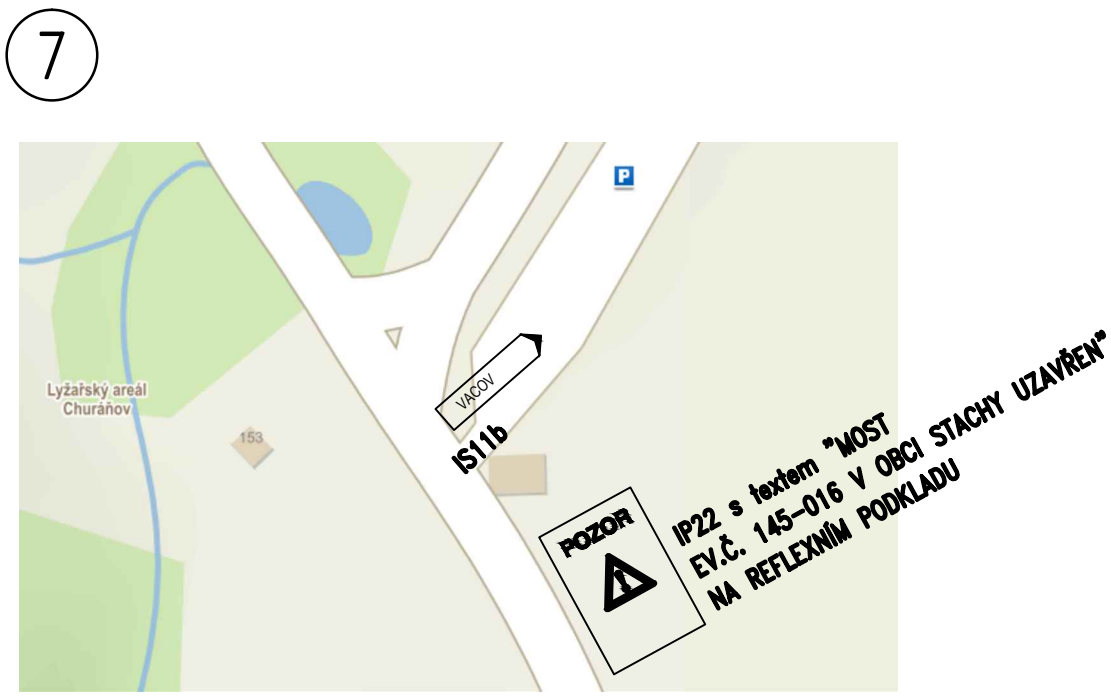 7
P
Lyžařský areál
Churáňov
153
VACOV
IS11b
POZOR
IP22 s textem "MOST
EV.Č. 145-016 V OBCI STACHY UZAVŘEN"
NA REFLEXNÍM PODKLADU